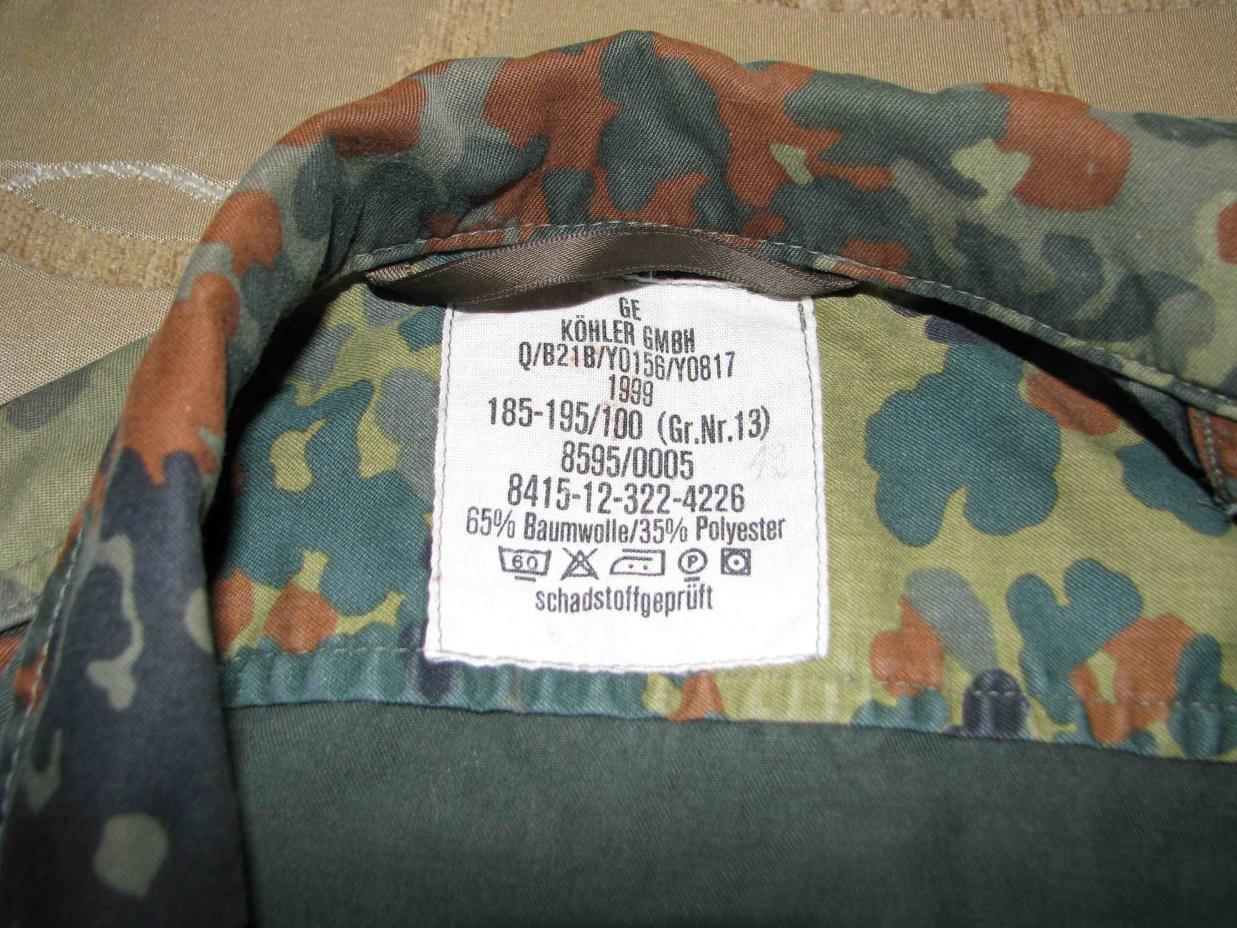 GE
KÖHLER GMBH
Q/B21B/Y0156/Y0817
1999
185-195/100 (Gr.Nr.13)
8595/0005
8415-12-322-4226
65% Baumwolle/35% Polyester
60 P
schadstoffgeprüft